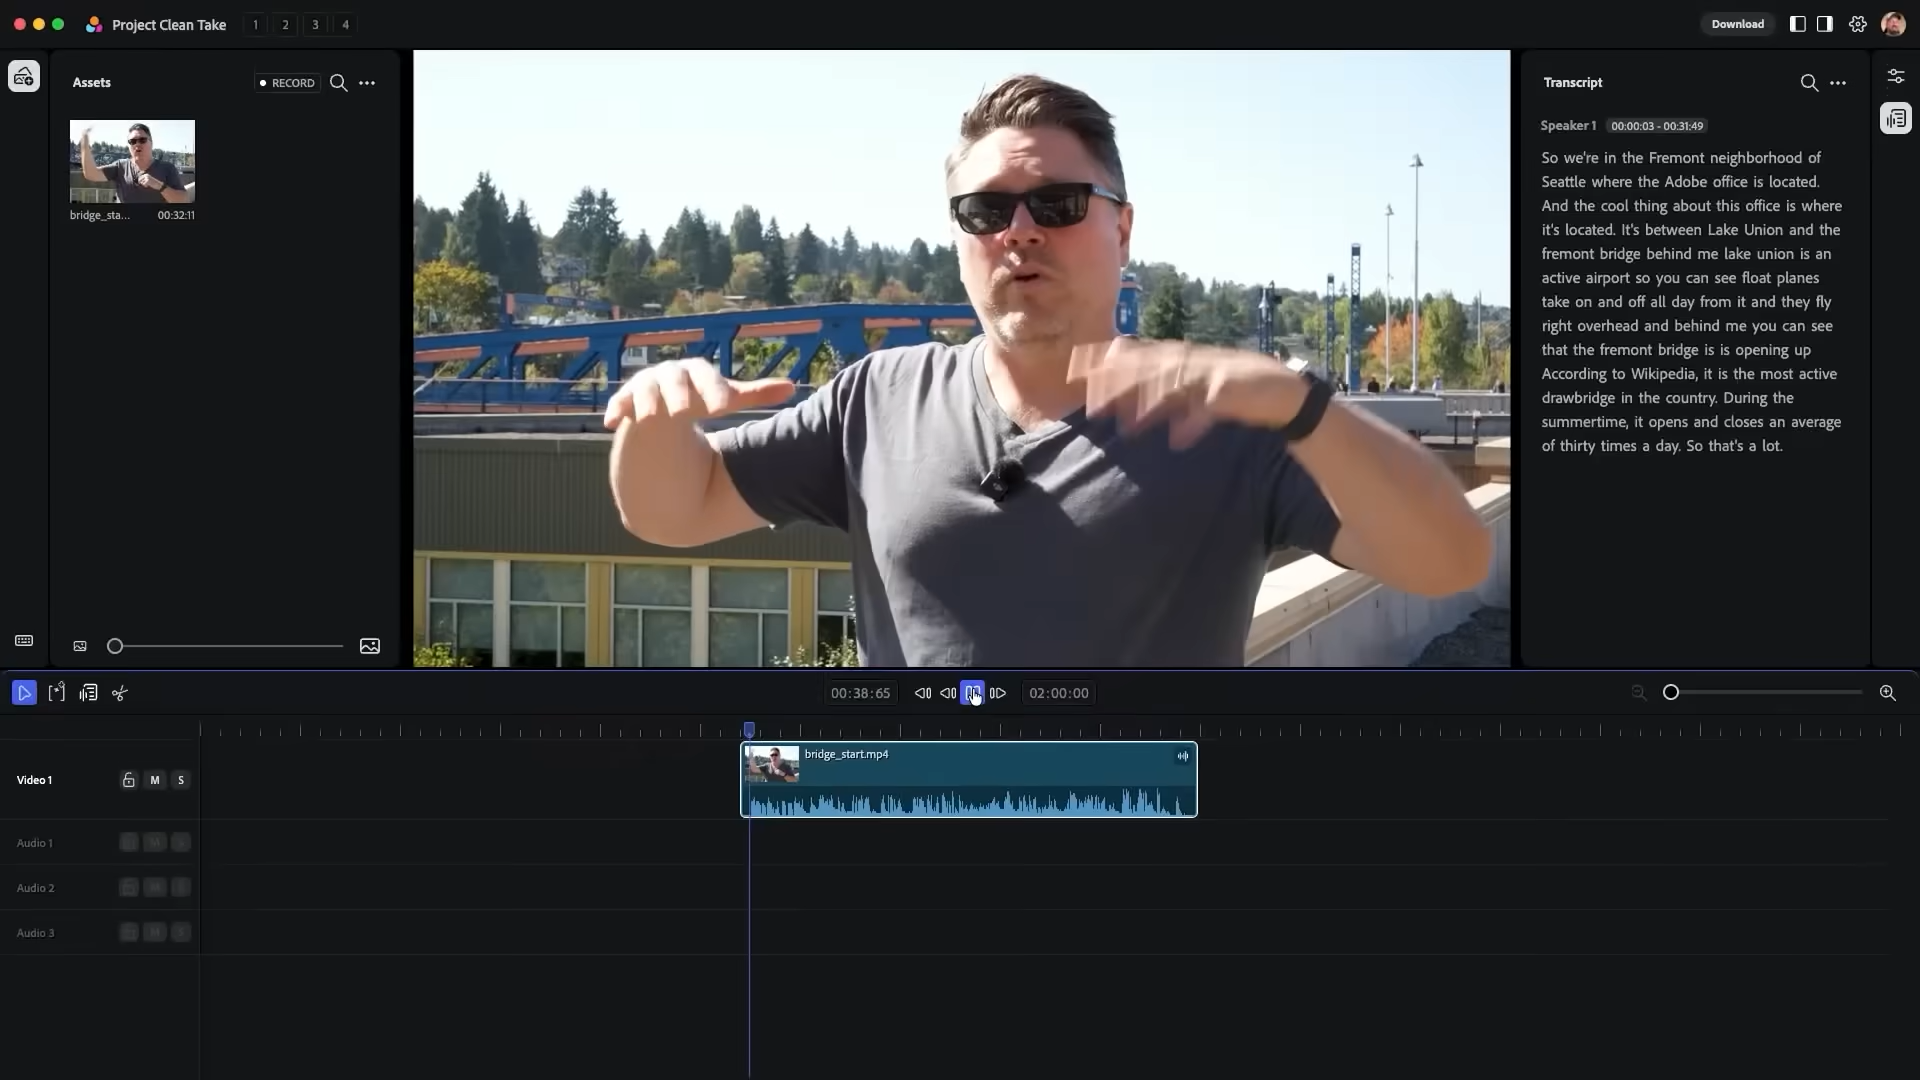 Project Clean Take
1 2 3 4
Download
Assets
RECORD
bridge_sta... 00:32:11
Transcript
Speaker 1 00:00:03 - 00:31:49
So we're in the Fremont neighborhood of
Seattle where the Adobe office is located.
And the cool thing about this office is where
it's located. It's between Lake Union and the
fremont bridge behind me lake union is an
active airport so you can see float planes
take on and off all day from it and they fly
right overhead and behind me you can see
that the fremont bridge is is opening up
According to Wikipedia, it is the most active
drawbridge in the country. During the
summertime, it opens and closes an average
of thirty times a day. So that's a lot.
00:38:65
02:00:00
Video 1 M S
bridge_start.mp4
Audio 1 M S
Audio 2 M S
Audio 3 M S